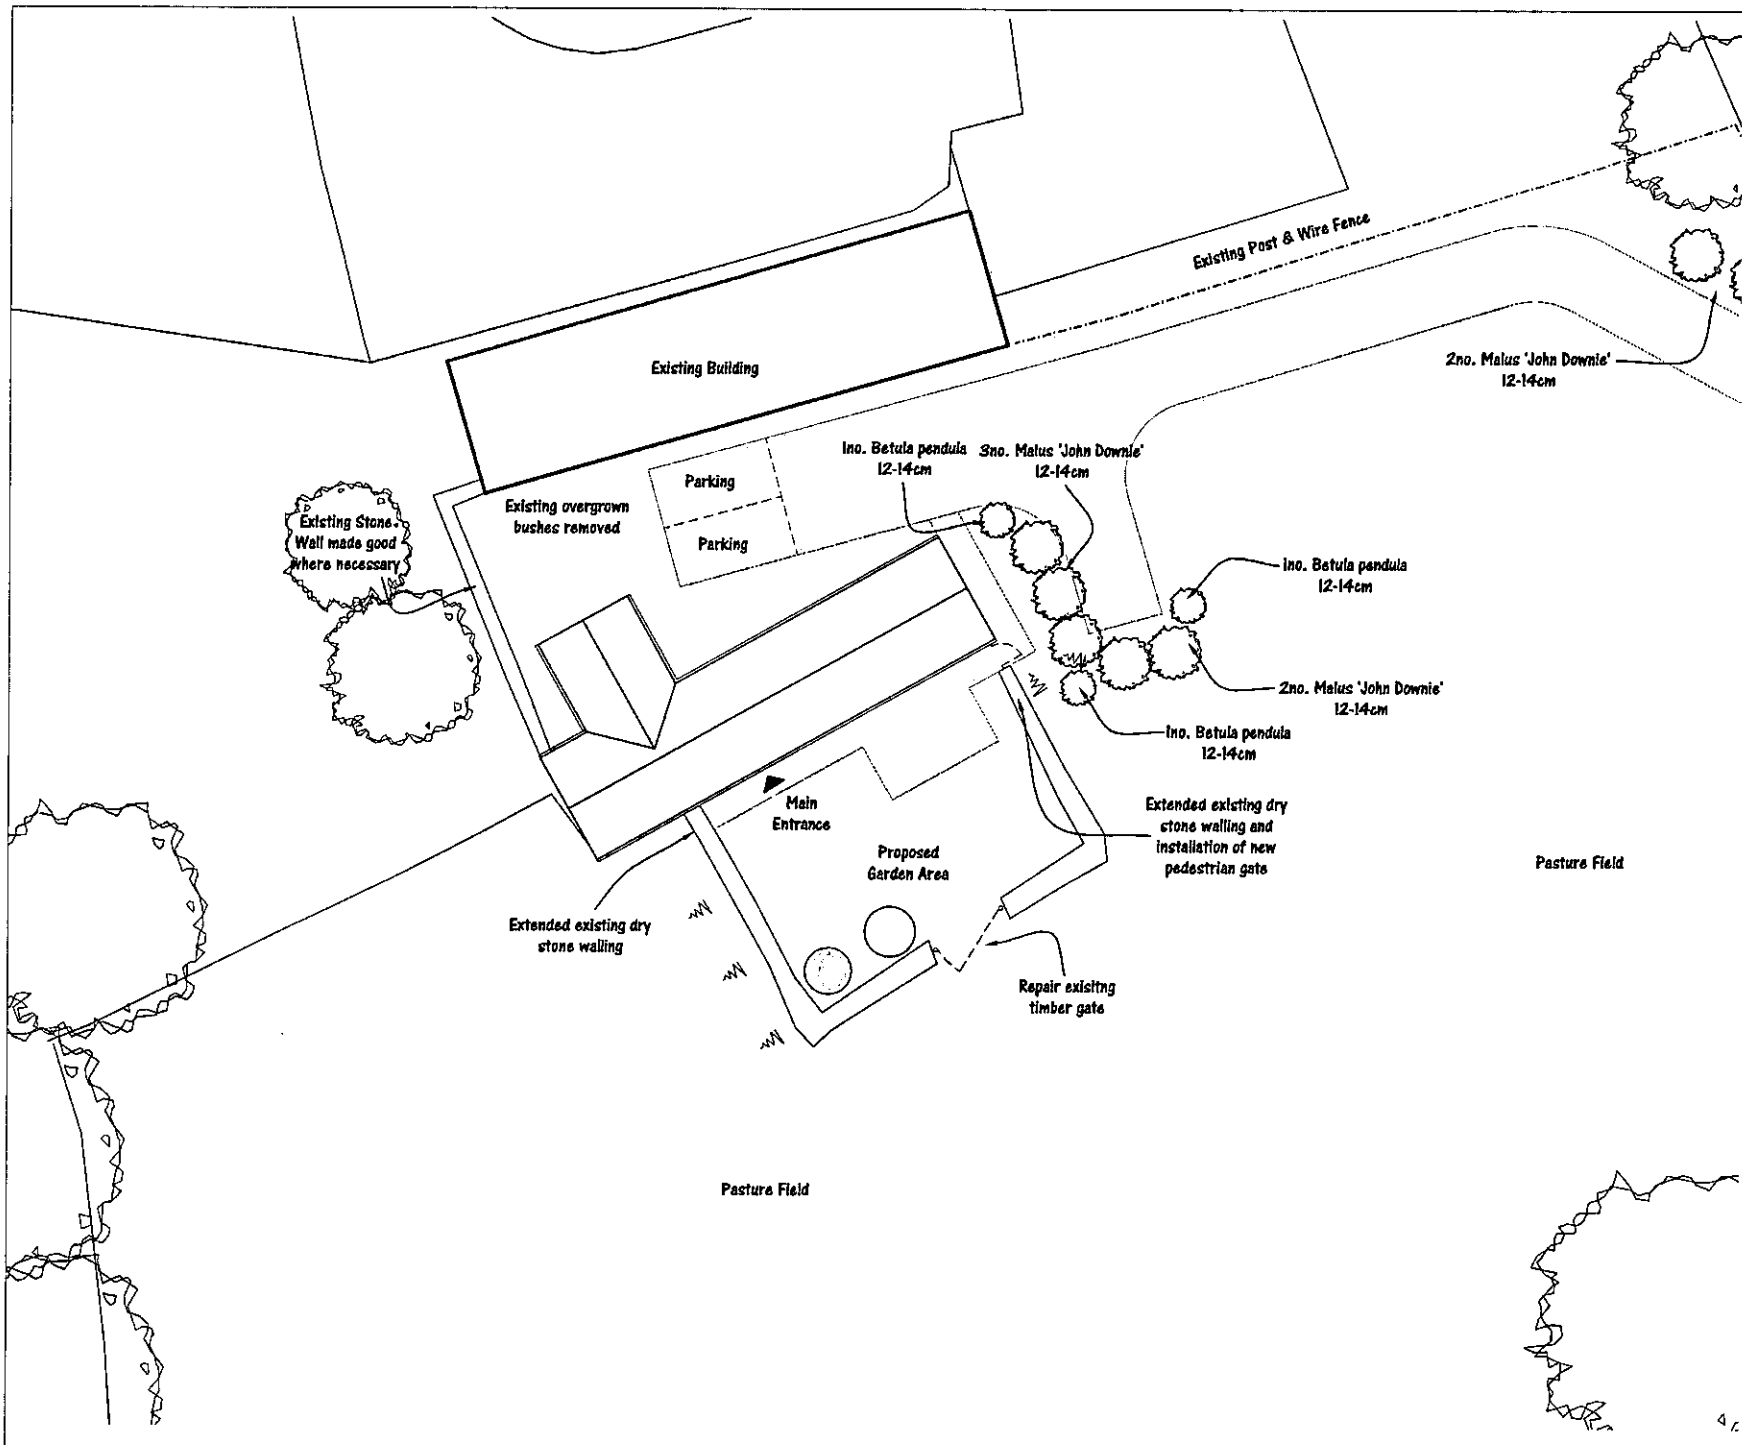 Existing Post & Wire Fence
Existing Building
2no. Malus 'John Downie'
12-14cm
1no. Betula pendula
12-14cm
3no. Malus 'John Downie'
12-14cm
Parking
Existing overgrown
bushes removed
Existing Stone
Wall made good
where necessary
Parking
1no. Betula pendula
12-14cm
2no. Malus 'John Downie'
12-14cm
1no. Betula pendula
12-14cm
Main
Entrance
Extended existing dry
stone walling and
installation of new
pedestrian gate
Proposed
Garden Area
Pasture Field
Extended existing dry
stone walling
Repair exisitng
timber gate
Pasture Field